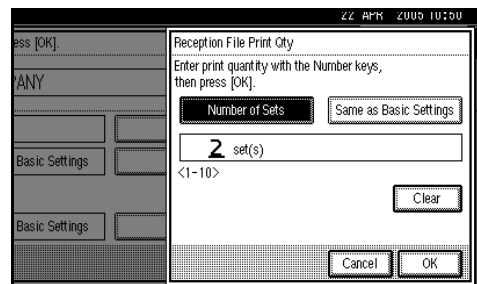 22 APR 2005 10:50
ess [OK].
Reception File Print Qty
Enter print quantity with the Number keys,
then press [OK].
PANY
Number of Sets Same as Basic Settings
2 set(s)
Basic Settings
<1-10>
Clear
Basic Settings
Cancel OK